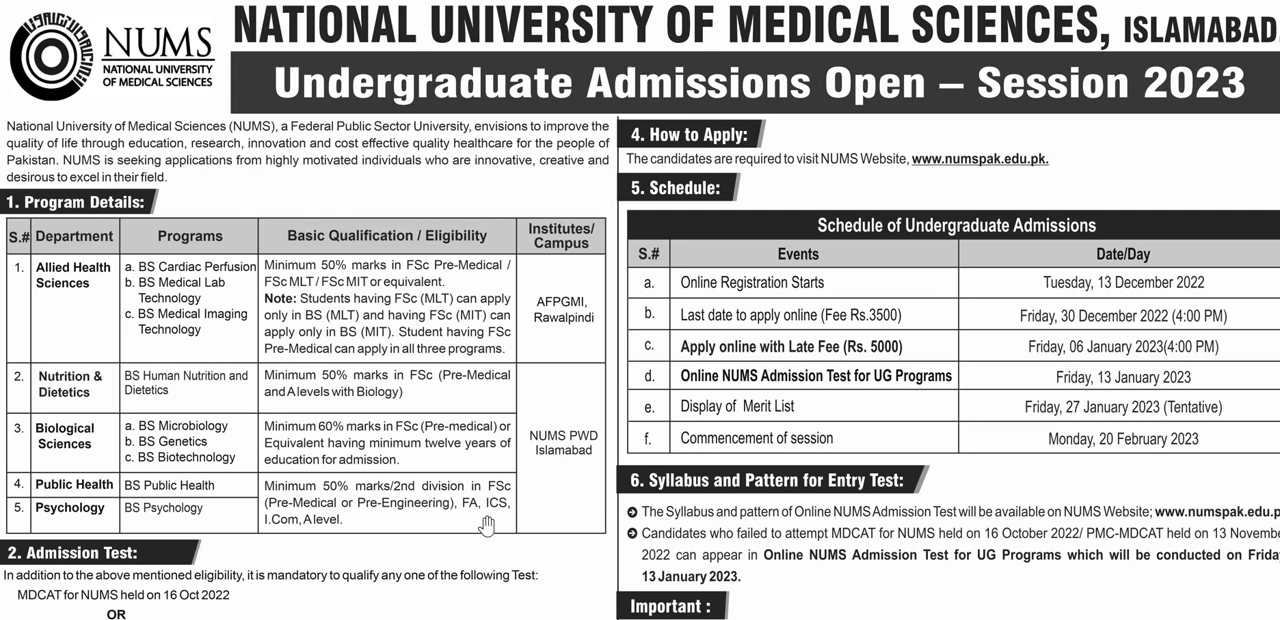 NUMS
NATIONAL UNIVERSITY
OF MEDICAL SCIENCES
NATIONAL UNIVERSITY OF MEDICAL SCIENCES, ISLAMABAD
Undergraduate Admissions Open – Session 2023
National University of Medical Sciences (NUMS), a Federal Public Sector University, envisions to improve the
quality of life through education, research, innovation and cost effective quality healthcare for the people of
Pakistan. NUMS is seeking applications from highly motivated individuals who are innovative, creative and
desirous to excel in their field.
1. Program Details:
S.# Department Programs Basic Qualification / Eligibility Institutes/
Campus
1. Allied Health
Sciences
a. BS Cardiac Perfusion
b. BS Medical Lab
Technology
c. BS Medical Imaging
Technology
Minimum 50% marks in FSc Pre-Medical /
FSc MLT / FSc MIT or equivalent.
Note: Students having FSc (MLT) can apply
only in BS (MLT) and having FSc (MIT) can
apply only in BS (MIT). Student having FSc
Pre-Medical can apply in all three programs.
AFPGMI,
Rawalpindi
2. Nutrition &
Dietetics
BS Human Nutrition and
Dietetics
Minimum 50% marks in FSc (Pre-Medical
and A levels with Biology)
3. Biological
Sciences
a. BS Microbiology
b. BS Genetics
c. BS Biotechnology
Minimum 60% marks in FSc (Pre-medical) or
Equivalent having minimum twelve years of
education for admission.
NUMS PWD
Islamabad
4. Public Health BS Public Health
5. Psychology BS Psychology
Minimum 50% marks/2nd division in FSc
(Pre-Medical or Pre-Engineering), FA, ICS,
I.Com, A level.
2. Admission Test:
In addition to the above mentioned eligibility, it is mandatory to qualify any one of the following Test:
MDCAT for NUMS held on 16 Oct 2022
OR
4. How to Apply:
The candidates are required to visit NUMS Website, www.numspak.edu.pk.
5. Schedule:
Schedule of Undergraduate Admissions
S.# Events Date/Day
a. Online Registration Starts Tuesday, 13 December 2022
b. Last date to apply online (Fee Rs.3500) Friday, 30 December 2022 (4:00 PM)
c. Apply online with Late Fee (Rs. 5000) Friday, 06 January 2023(4:00 PM)
d. Online NUMS Admission Test for UG Programs Friday, 13 January 2023
e. Display of Merit List Friday, 27 January 2023 (Tentative)
f. Commencement of session Monday, 20 February 2023
6. Syllabus and Pattern for Entry Test:
The Syllabus and pattern of Online NUMS Admission Test will be available on NUMS Website; www.numspak.edu.p
Candidates who failed to attempt MDCAT for NUMS held on 16 October 2022/ PMC-MDCAT held on 13 Novembe
2022 can appear in Online NUMS Admission Test for UG Programs which will be conducted on Friday
13 January 2023.
Important :